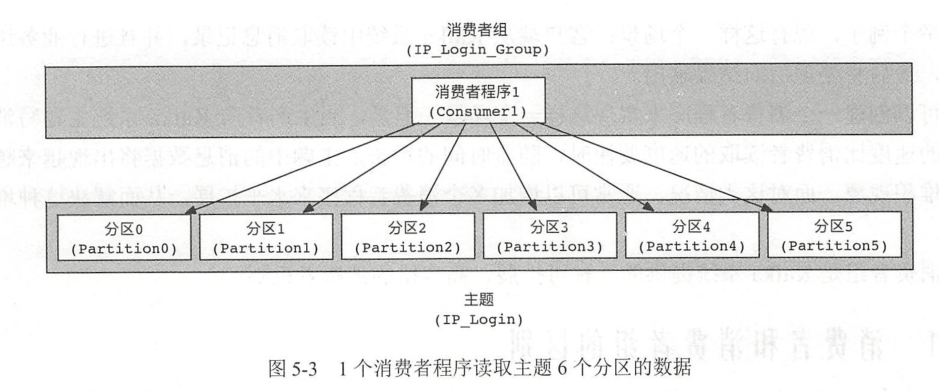 消费者组
(IP_Login_Group)
消费者程序1
(Consumer1)
分区0
(Partition0)
分区1
(Partition1)
分区2
(Partition2)
分区3
(Partition3)
分区4
(Partition4)
分区5
(Partition5)
主题
(IP_Login)
图 5-3 1 个消费者程序读取主题 6 个分区的数据